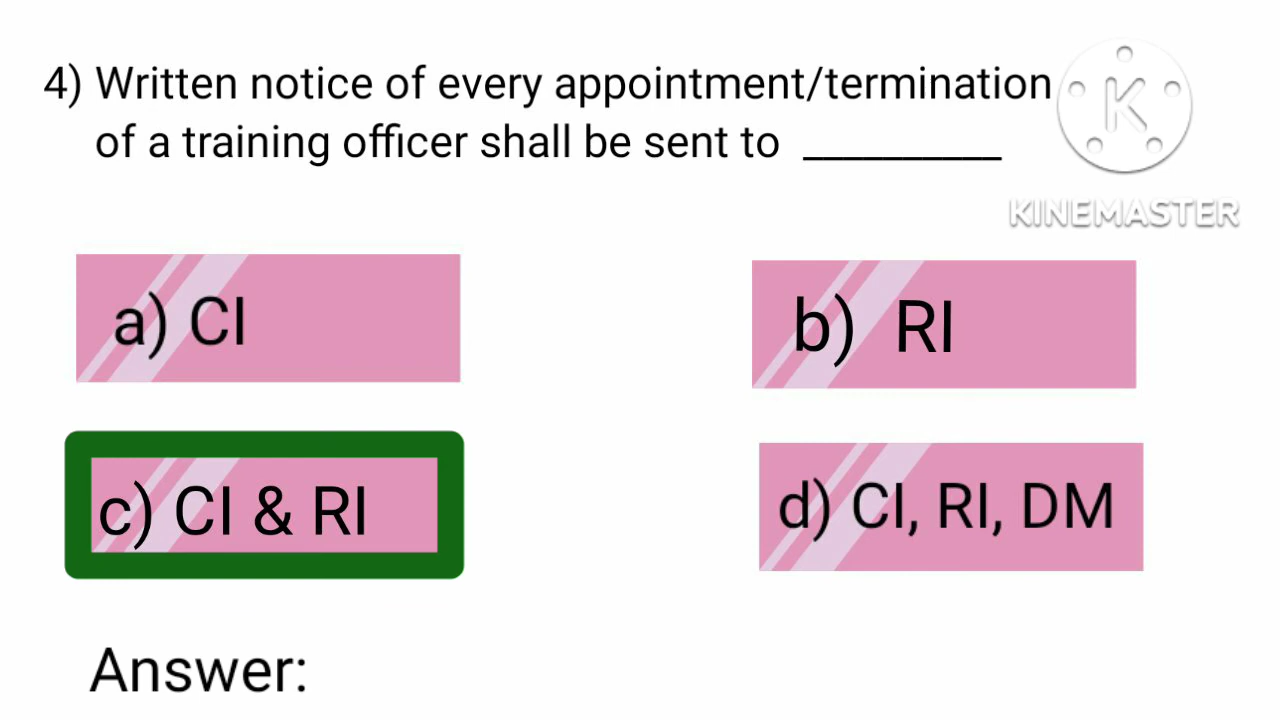 4) Written notice of every appointment/termination
of a training officer shall be sent to __________
K
KINEMASTER
a) CI
b) RI
c) CI & RI
d) CI, RI, DM
Answer: